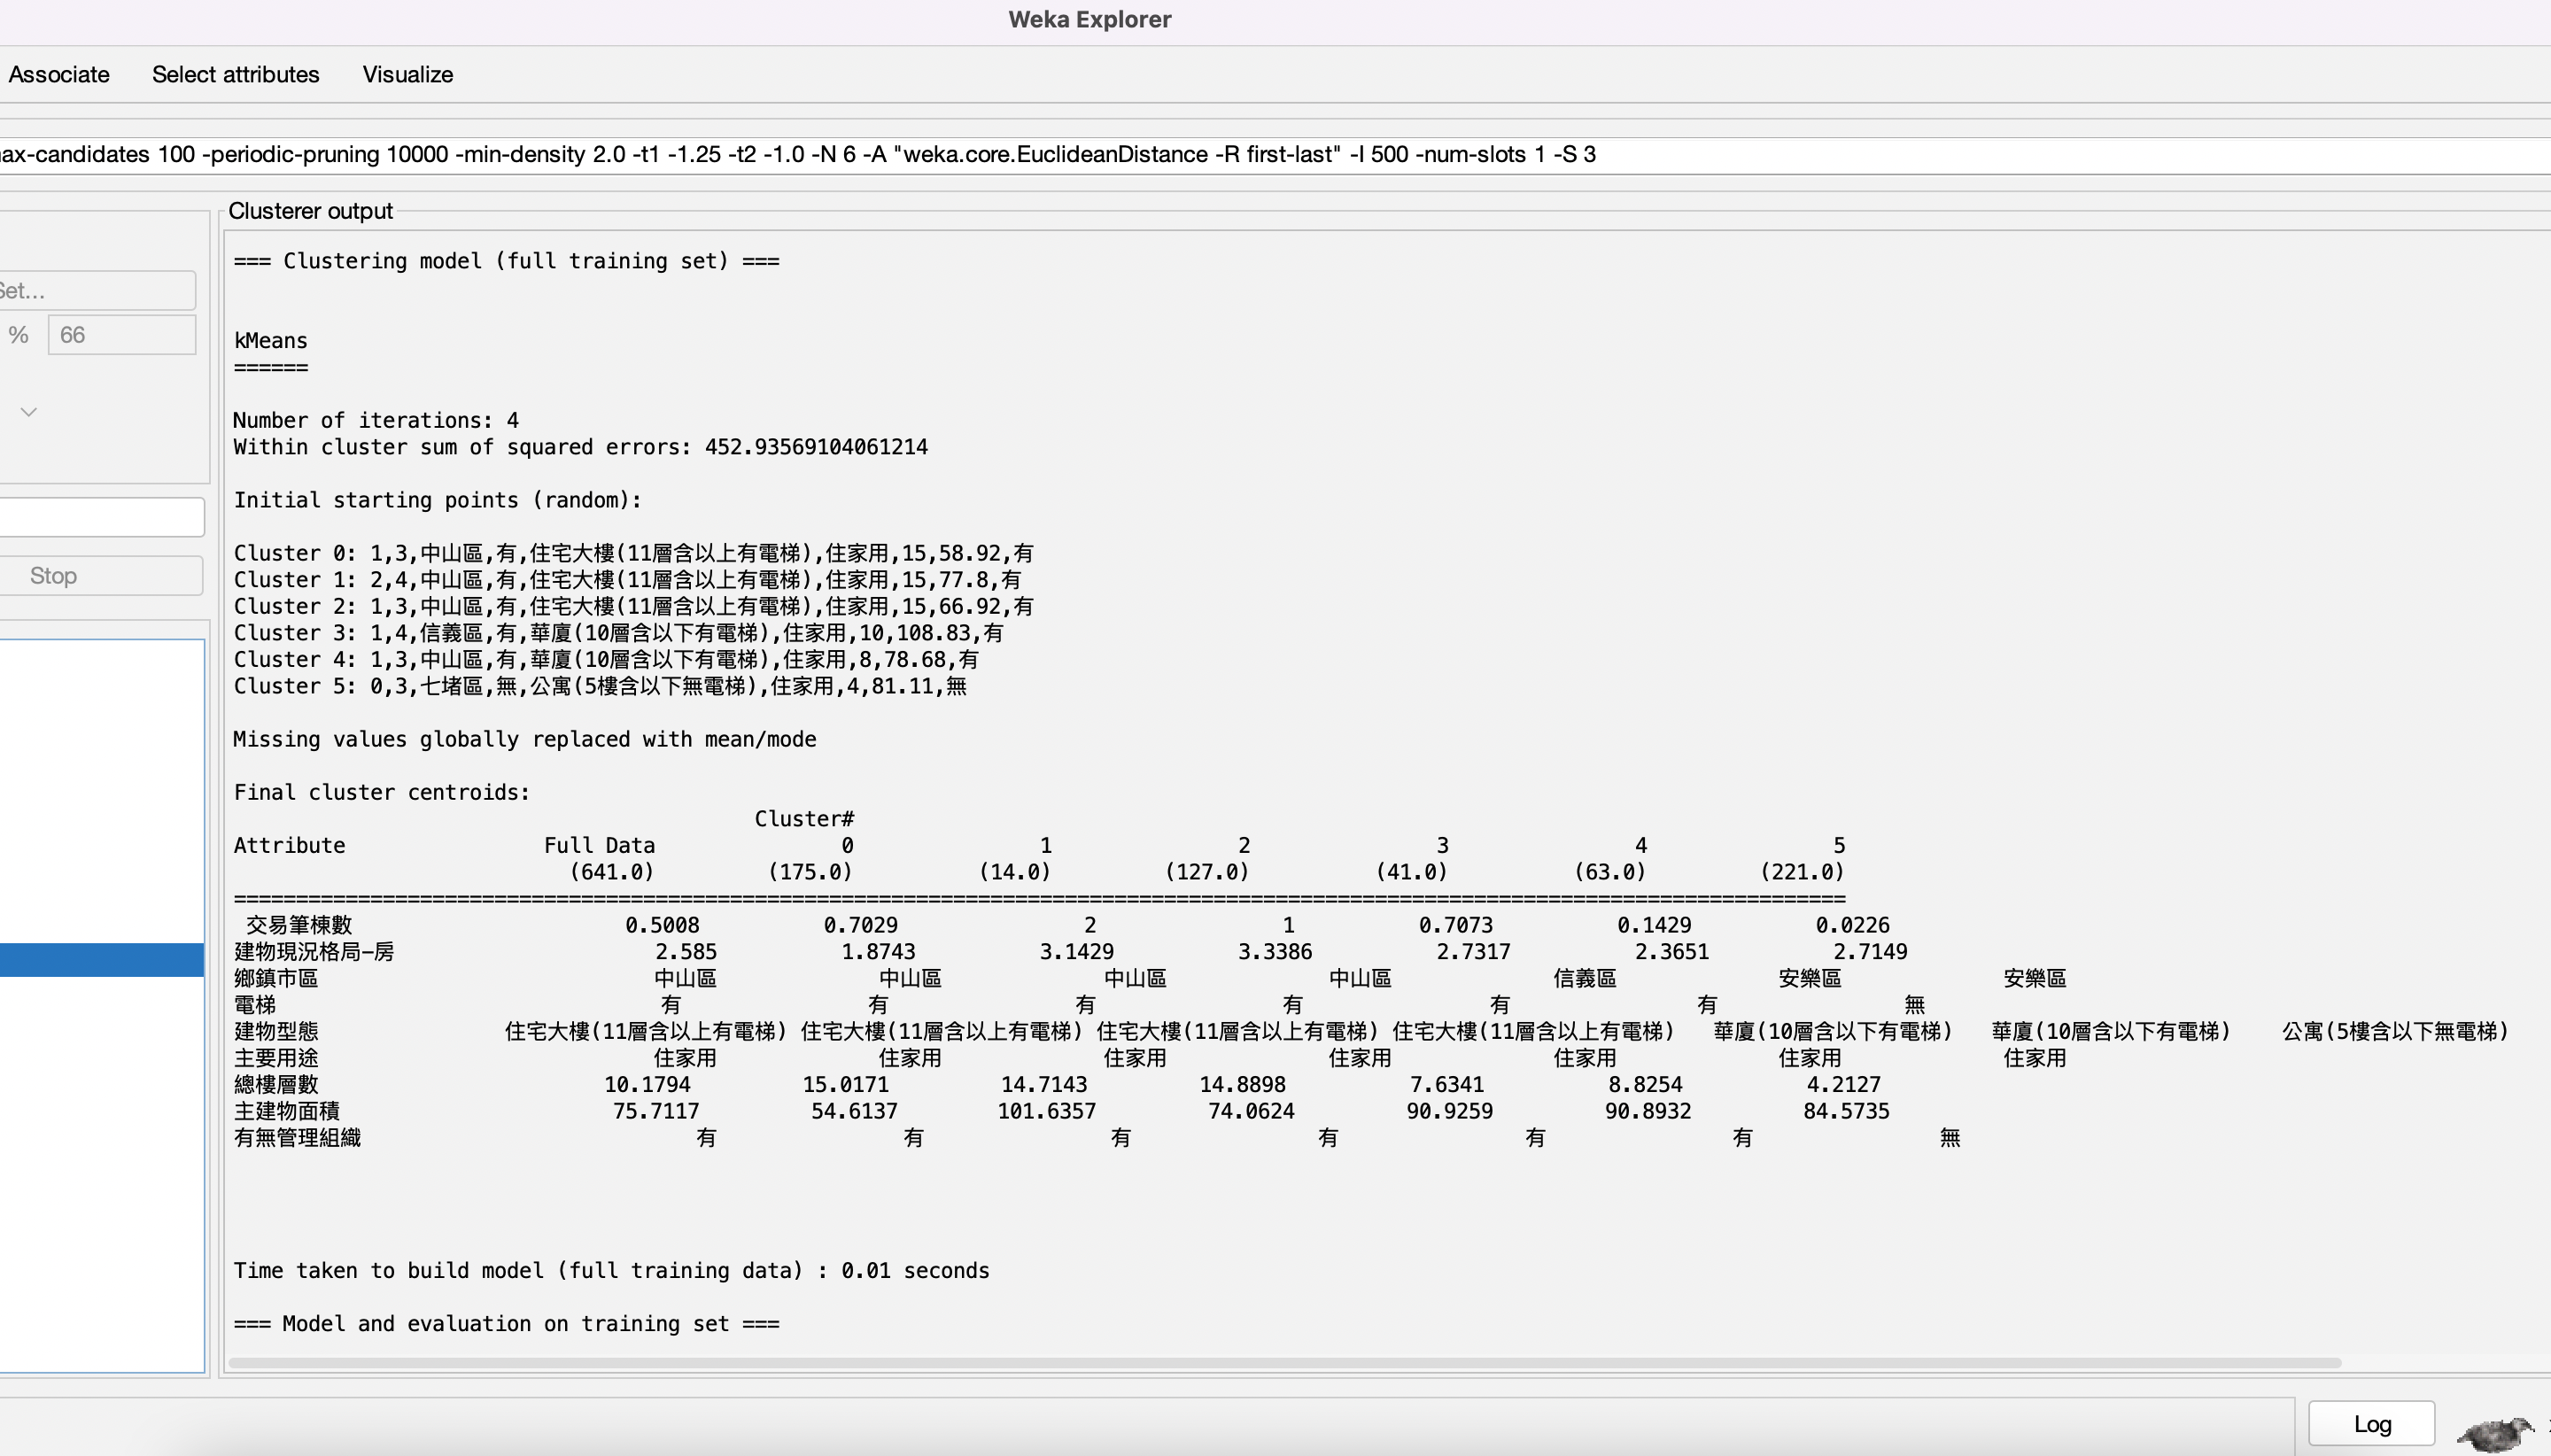 Weka Explorer
Associate Select attributes Visualize
ax-candidates 100 -periodic-pruning 10000 -min-density 2.0 -t1 -1.25 -t2 -1.0 -N 6 -A "weka.core.EuclideanDistance -R first-last" -I 500 -num-slots 1 -S 3
Clusterer output
Set...
% 66
Stop
=== Clustering model (full training set) ===
kMeans
======
Number of iterations: 4
Within cluster sum of squared errors: 452.93569104061214
Initial starting points (random):
Cluster 0: 1,3,中山區,有,住宅大樓(11層含以上有電梯),住家用,15,58.92,有
Cluster 1: 2,4,中山區,有,住宅大樓(11層含以上有電梯),住家用,15,77.8,有
Cluster 2: 1,3,中山區,有,住宅大樓(11層含以上有電梯),住家用,15,66.92,有
Cluster 3: 1,4,信義區,有,華廈(10層含以下有電梯),住家用,10,108.83,有
Cluster 4: 1,3,中山區,有,華廈(10層含以下有電梯),住家用,8,78.68,有
Cluster 5: 0,3,七堵區,無,公寓(5樓含以下無電梯),住家用,4,81.11,無
Missing values globally replaced with mean/mode
Final cluster centroids:
Cluster#
Attribute Full Data 0 1 2 3 4 5
(641.0) (175.0) (14.0) (127.0) (41.0) (63.0) (221.0)
==================================================================================================================================
交易筆棟數 0.5008 0.7029 2 1 0.7073 0.1429 0.0226
建物現況格局-房 2.585 1.8743 3.1429 3.3386 2.7317 2.3651 2.7149
鄉鎮市區 中山區 中山區 中山區 中山區 信義區 安樂區 安樂區
電梯 有 有 有 有 有 有 無
建物型態 住宅大樓(11層含以上有電梯) 住宅大樓(11層含以上有電梯) 住宅大樓(11層含以上有電梯) 住宅大樓(11層含以上有電梯) 華廈(10層含以下有電梯) 華廈(10層含以下有電梯) 公寓(5樓含以下無電梯)
主要用途 住家用 住家用 住家用 住家用 住家用 住家用 住家用
總樓層數 10.1794 15.0171 14.7143 14.8898 7.6341 8.8254 4.2127
主建物面積 75.7117 54.6137 101.6357 74.0624 90.9259 90.8932 84.5735
有無管理組織 有 有 有 有 有 有 無
Time taken to build model (full training data) : 0.01 seconds
=== Model and evaluation on training set ===
Log